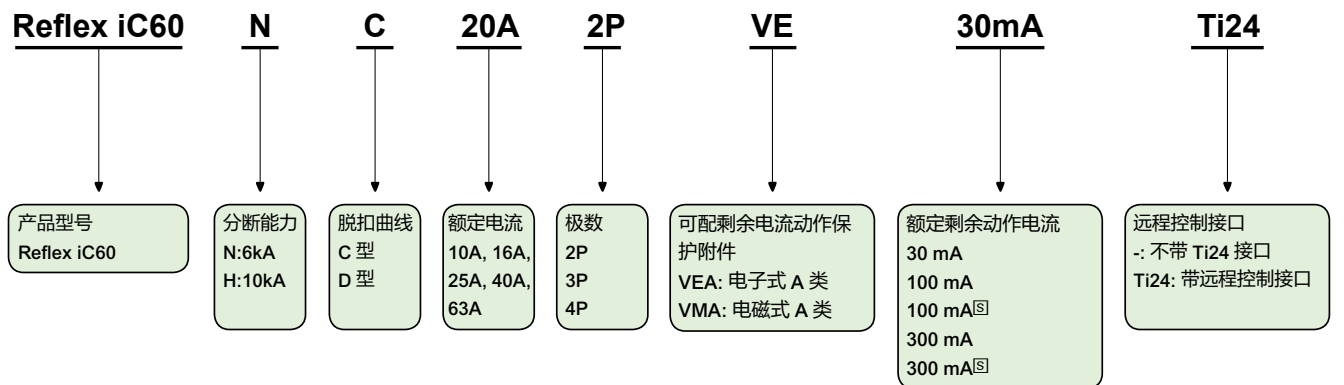 Reflex iC60 N C 20A 2P VE 30mA Ti24
产品型号
Reflex iC60
分断能力
N:6kA
H:10kA
脱扣曲线
C 型
D 型
额定电流
10A, 16A,
25A, 40A,
63A
极数
2P
3P
4P
可配剩余电流动作保
护附件
VEA: 电子式 A 类
VMA: 电磁式 A 类
额定剩余动作电流
30 mA
100 mA
100 mA🅂
300 mA
300 mA🅂
远程控制接口
-: 不带 Ti24 接口
Ti24: 带远程控制接口